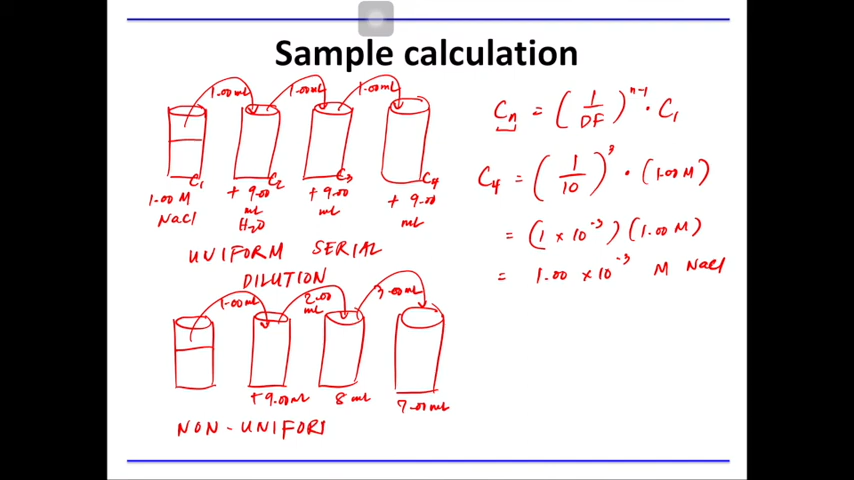 Sample calculation
1.00 ml 1.00 ml 1.00 ml
C1 C2 C3 C4
1.00 M
NaCl
+ 9.00
ml
H2O
+ 9.00
ml
+ 9.00
ml
UNIFORM SERIAL
DILUTION
1.00 ml 2.00
ml 3.00 ml
+ 9.00 ml 8 ml 7.00 ml
NON-UNIFOR
Cn = (1/DF)^n-1 · C1
C4 = (1/10)^3 · (1.00 M)
= (1 x 10^-3) (1.00 M)
= 1.00 x 10^-3 M NaCl